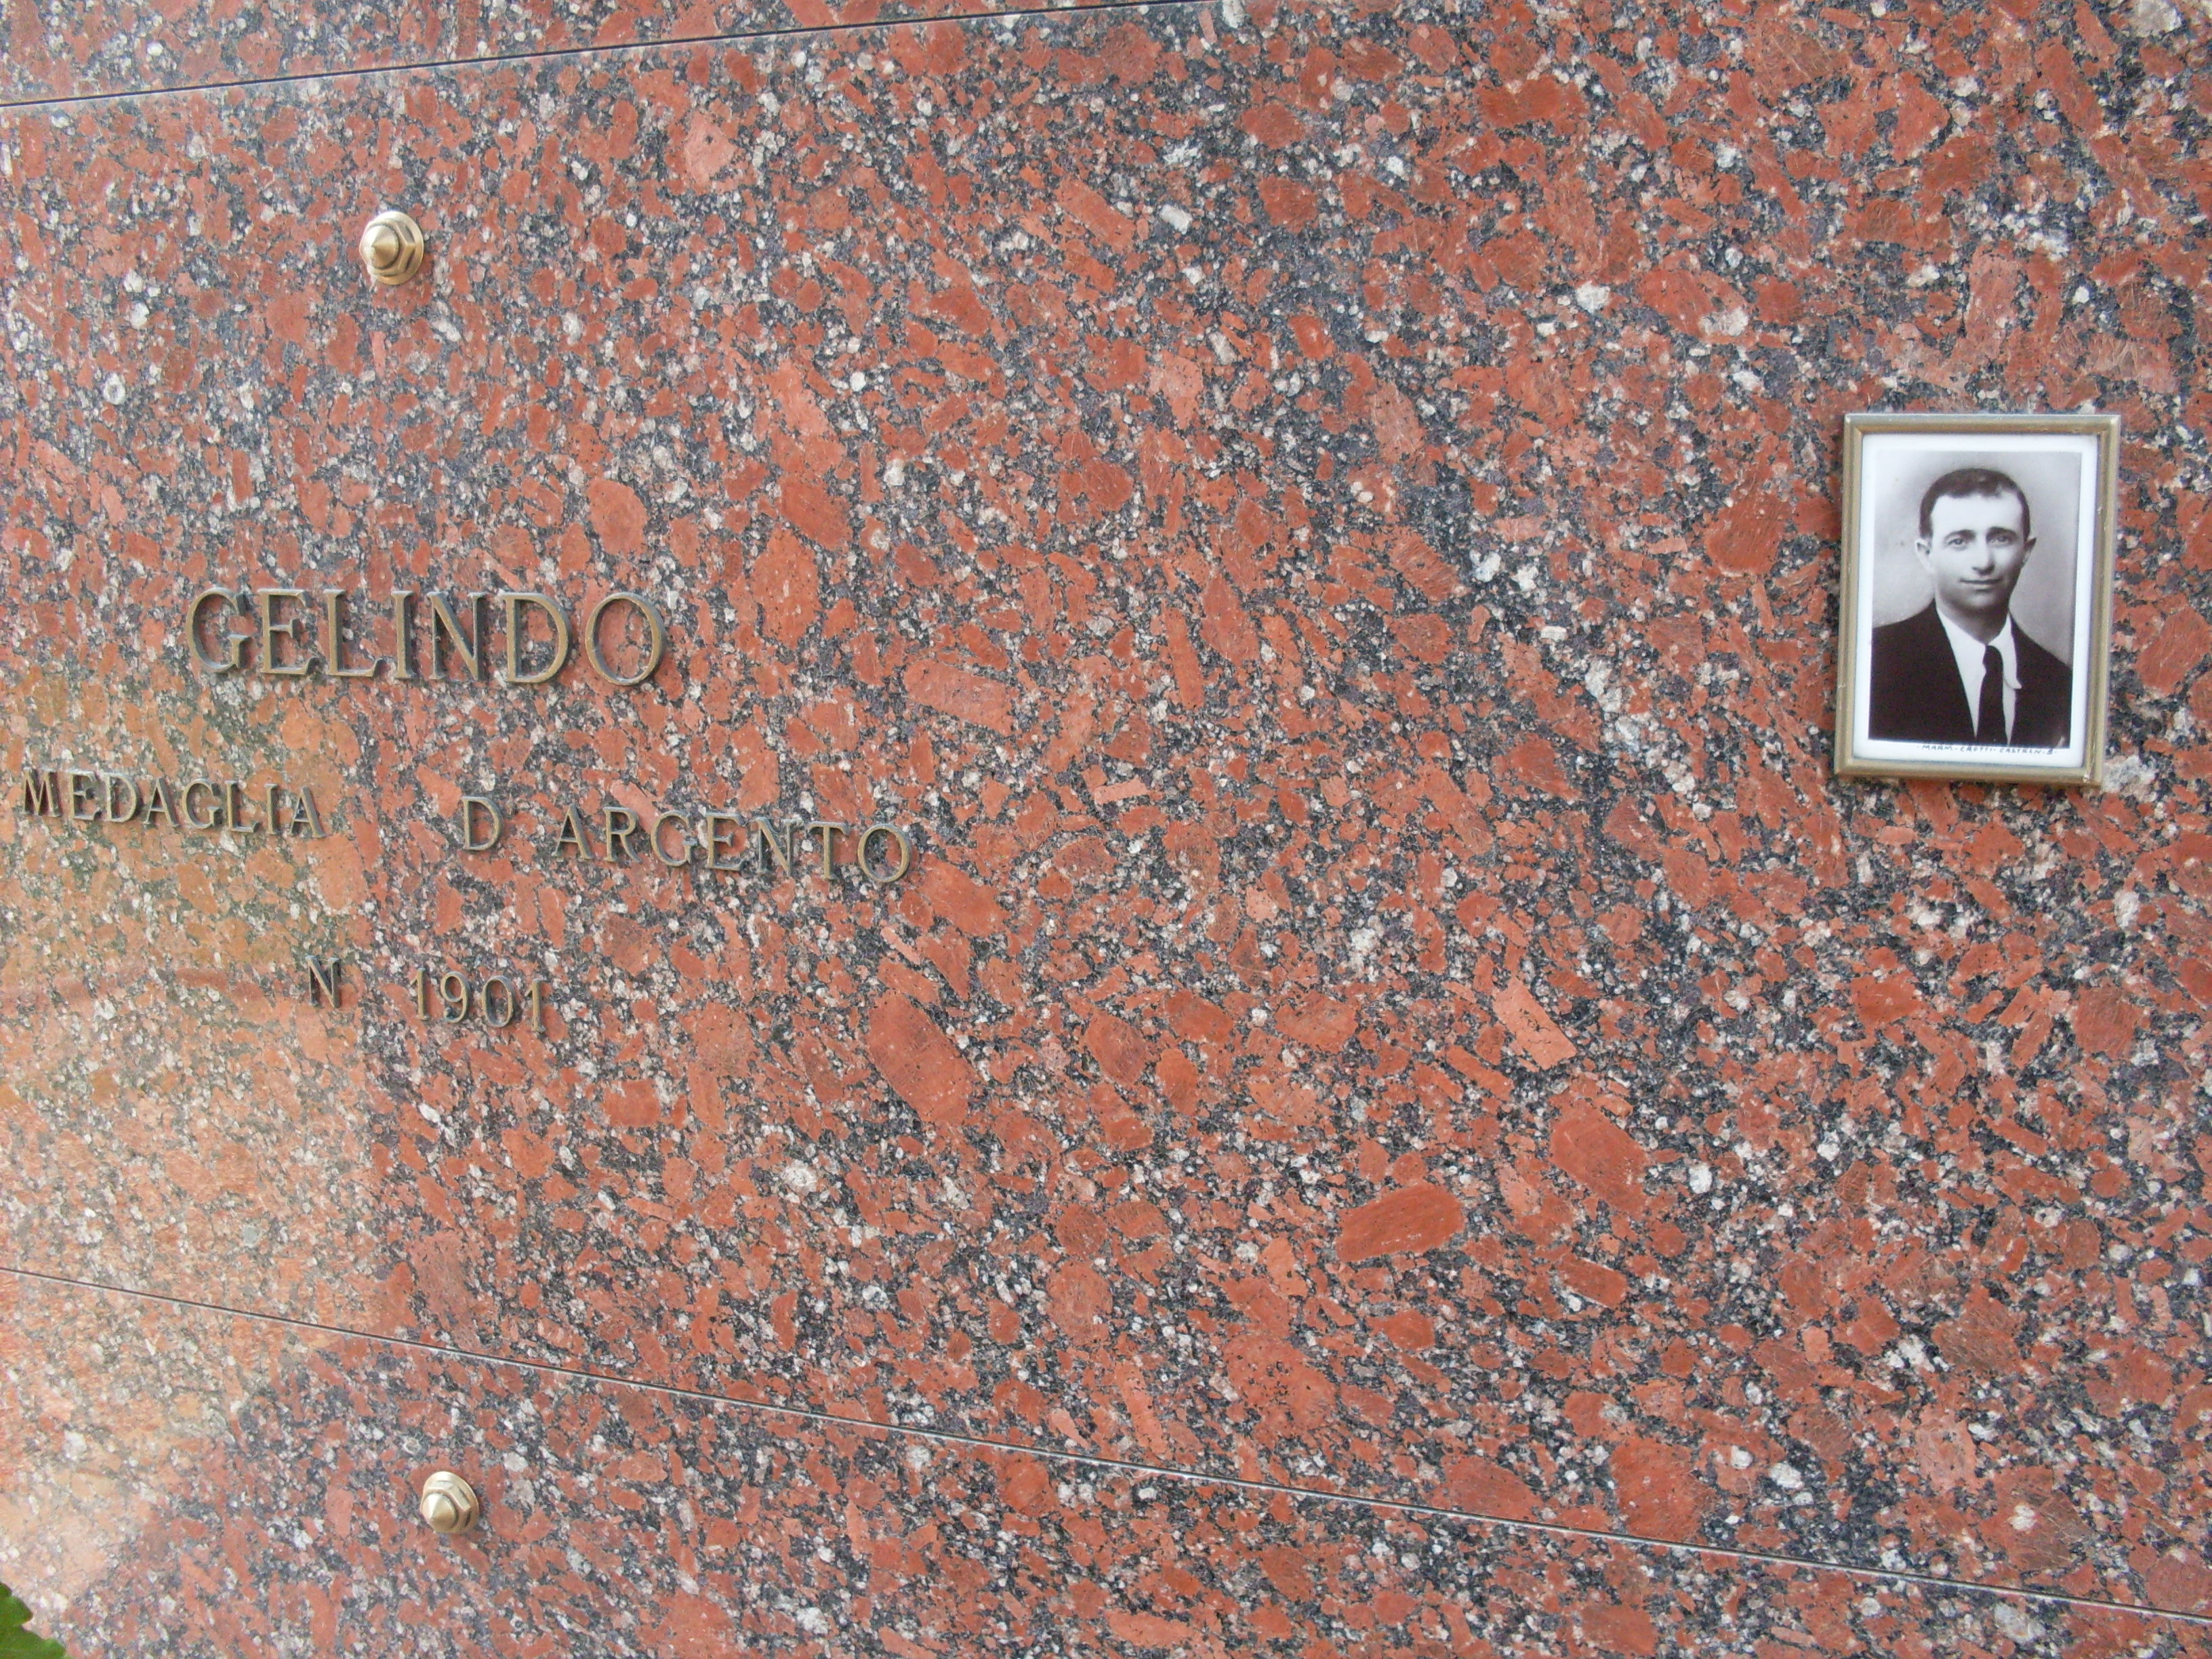 GELINDO
MEDAGLIA D ARGENTO
N 1901